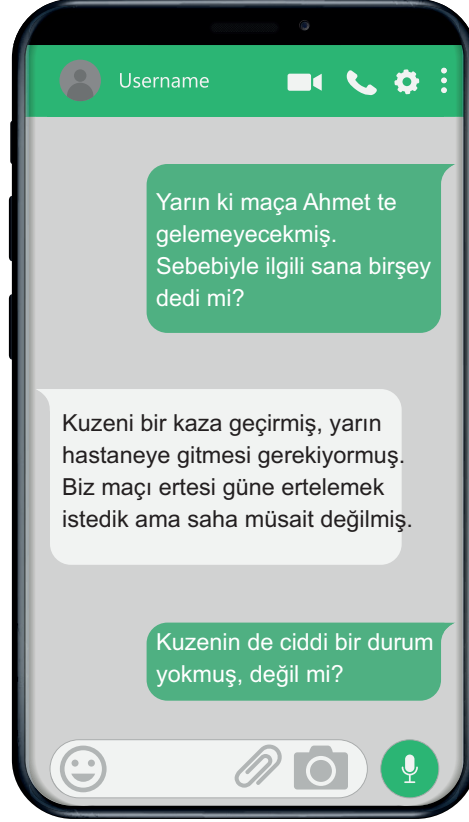 Username
Yarın ki maça Ahmet te
gelemeyecekmiş.
Sebebiyle ilgili sana birşey
dedi mi?
Kuzeni bir kaza geçirmiş, yarın
hastaneye gitmesi gerekiyormuş.
Biz maçı ertesi güne ertelemek
istedik ama saha müsait değilmiş.
Kuzenin de ciddi bir durum
yokmuş, değil mi?